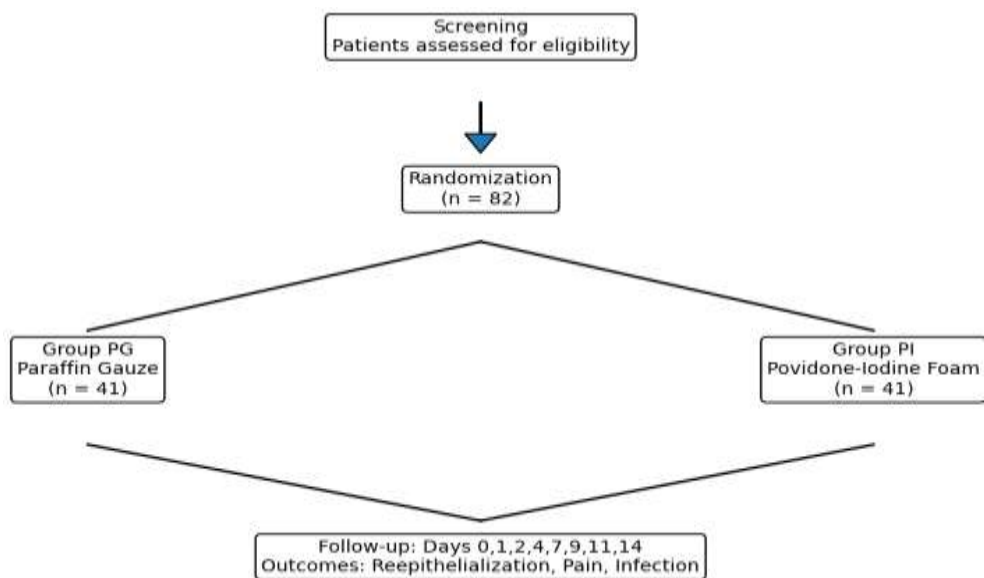 Screening
Patients assessed for eligibility
Randomization
(n = 82)
Group PG
Paraffin Gauze
(n = 41)
Group PI
Povidone-Iodine Foam
(n = 41)
Follow-up: Days 0,1,2,4,7,9,11,14
Outcomes: Reepithelialization, Pain, Infection